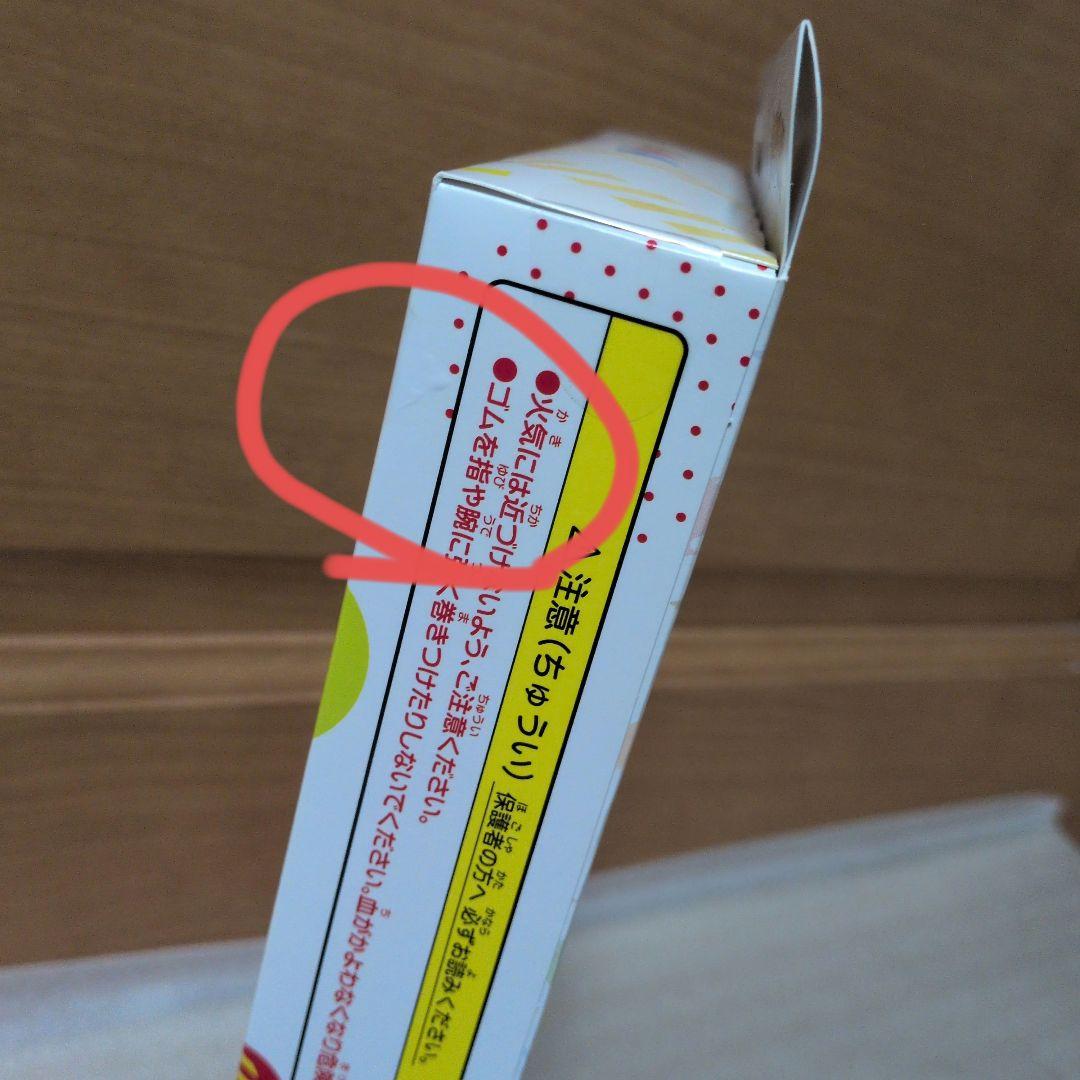 ⚠注意(ちゅうい) 保護者の方へ 必ずお読みください。
●火気には近づけ いよう、ご注意ください。
●ゴムを指や腕に く巻きつけたりしないでください。血がかよわなくなり危